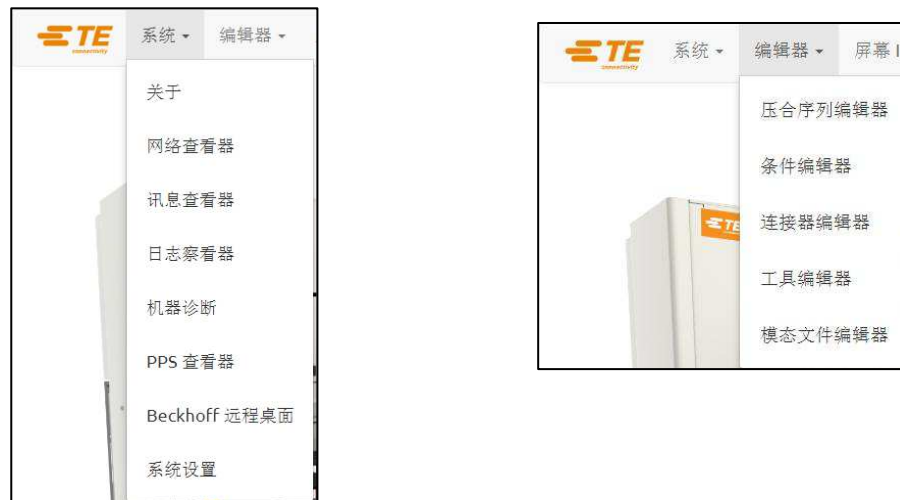 TE
connectivity
系统
编辑器
关于
网络查看器
讯息查看器
日志察看器
机器诊断
PPS 查看器
Beckhoff 远程桌面
系统设置
TE
connectivity
系统
编辑器
屏幕 I
压合序列编辑器
条件编辑器
连接器编辑器
工具编辑器
模态文件编辑器
TE